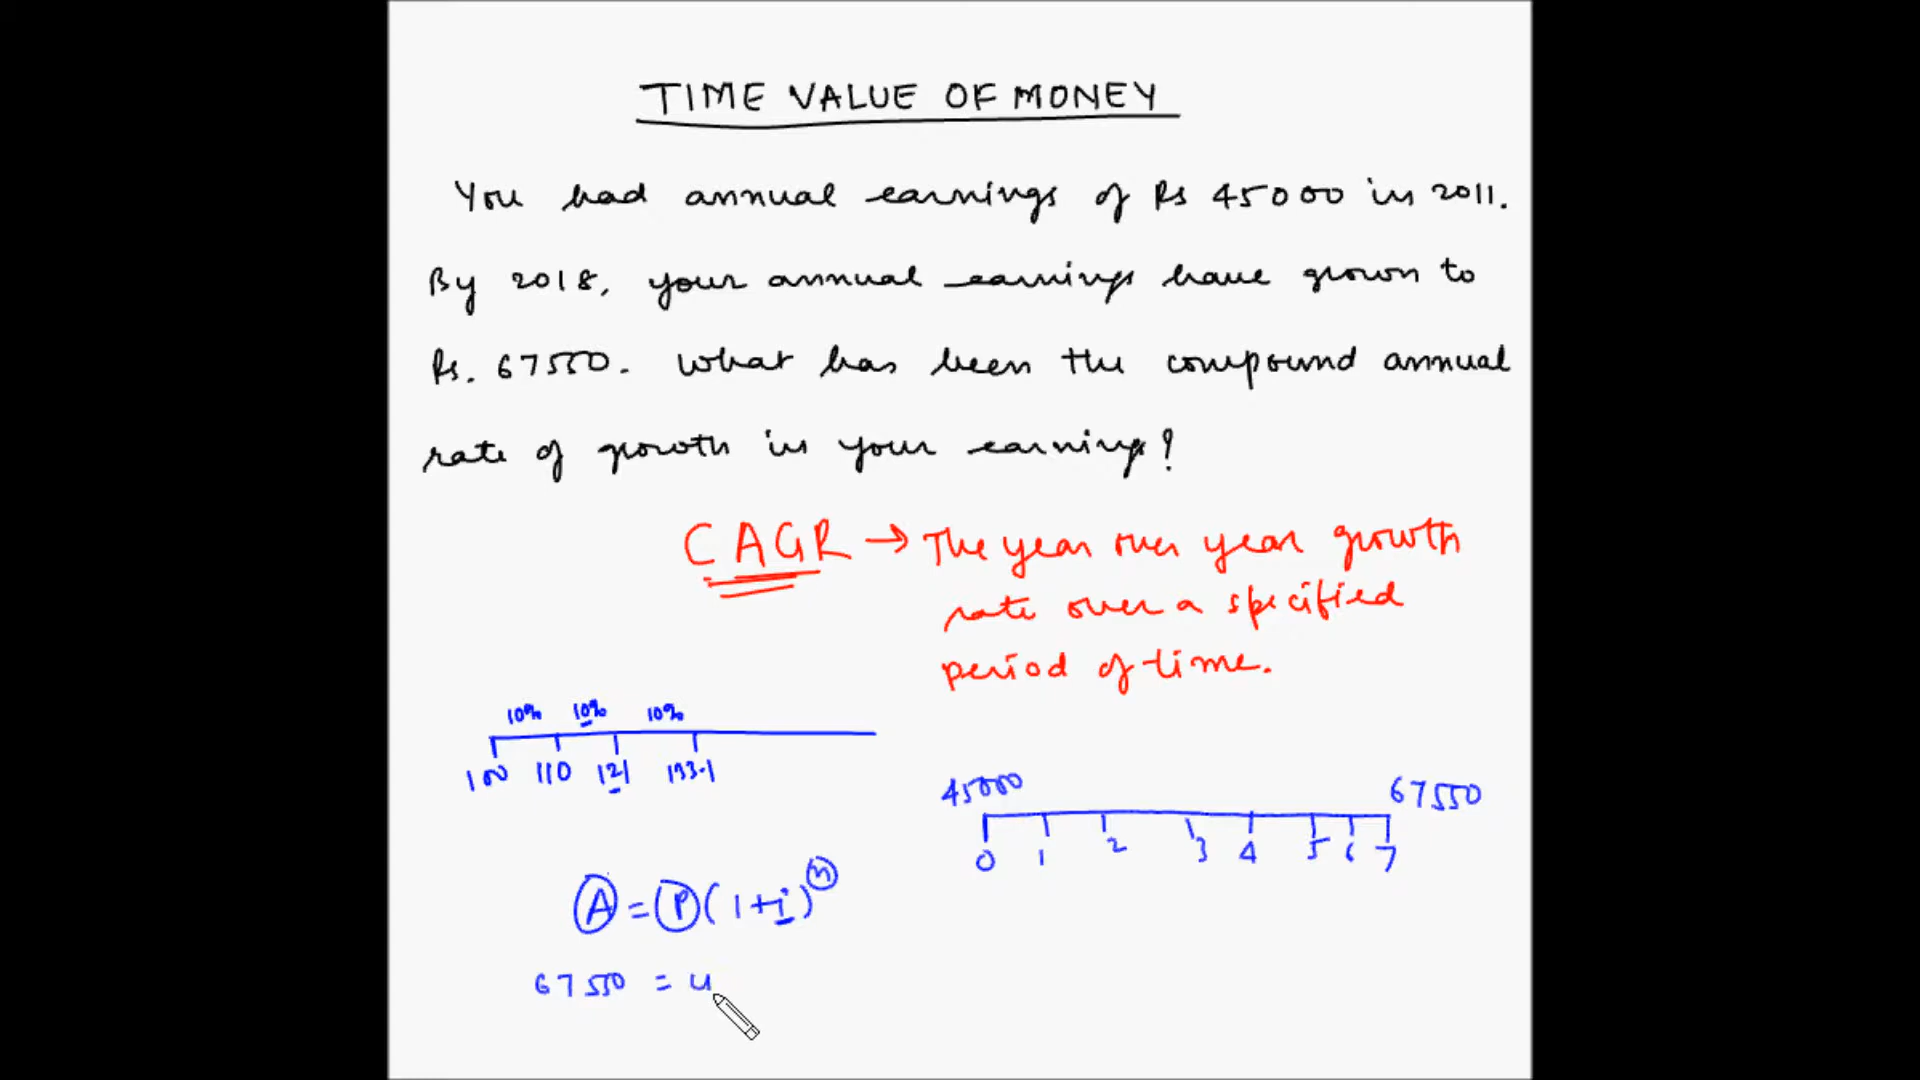 TIME VALUE OF MONEY
You had annual earnings of Rs 45000 in 2011.
By 2018, your annual earnings have grown to
Rs. 67550. What has been the compound annual
rate of growth in your earning?
CAGR → The year over year growth
rate over a specified
period of time.
10% 10% 10%
100 110 121 133.1
45000 67550
0 1 2 3 4 5 6 7
A = P(1+i)^n
67550 = 4